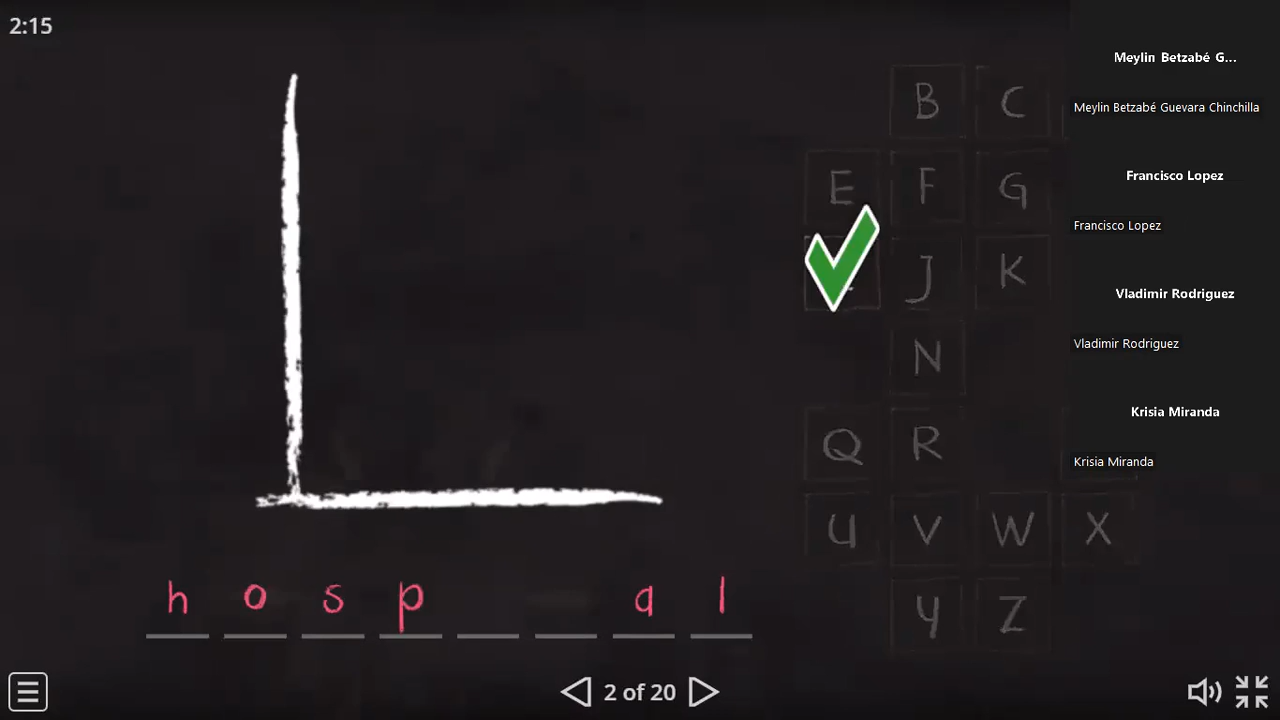 2:15
B C
E F G
J K
N
Q R
U V W X
Y Z
h o s p _ _ a l
2 of 20
Meylin Betzabé G...
Meylin Betzabé Guevara Chinchilla
Francisco Lopez
Francisco Lopez
Vladimir Rodriguez
Vladimir Rodriguez
Krisia Miranda
Krisia Miranda